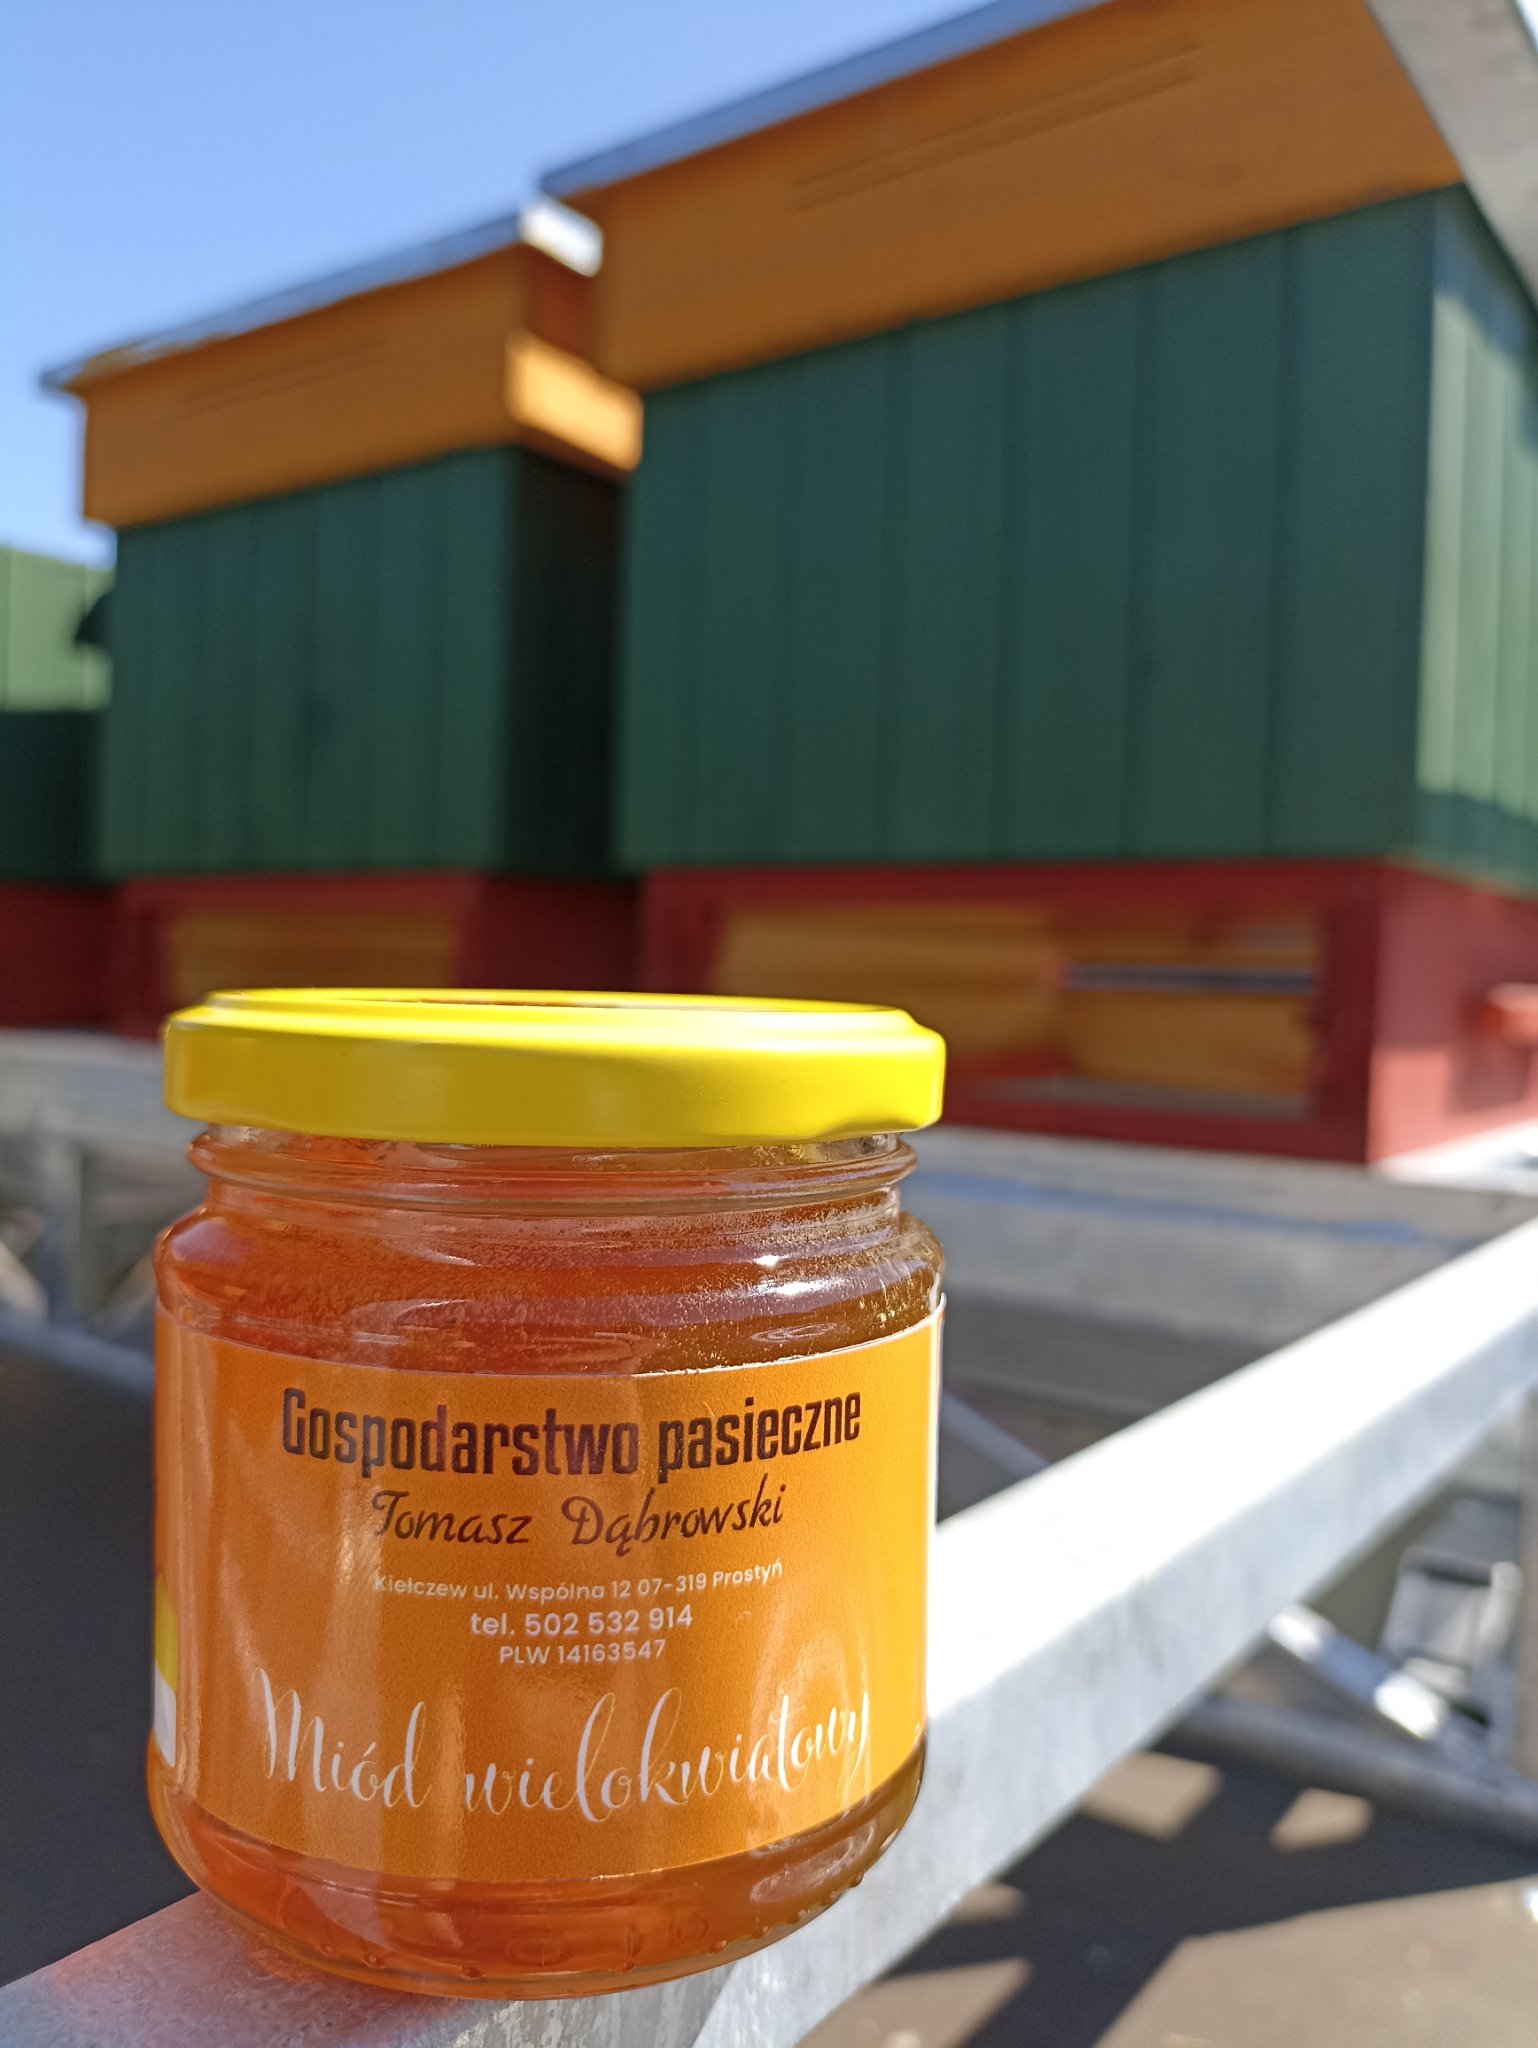 Gospodarstwo pasieczne
Tomasz Dąbrowski
Kiełczew ul. Wspólna 12 07-319 Prostyń
tel. 502 532 914
PLW 14163547
Miód wielokwiatowy